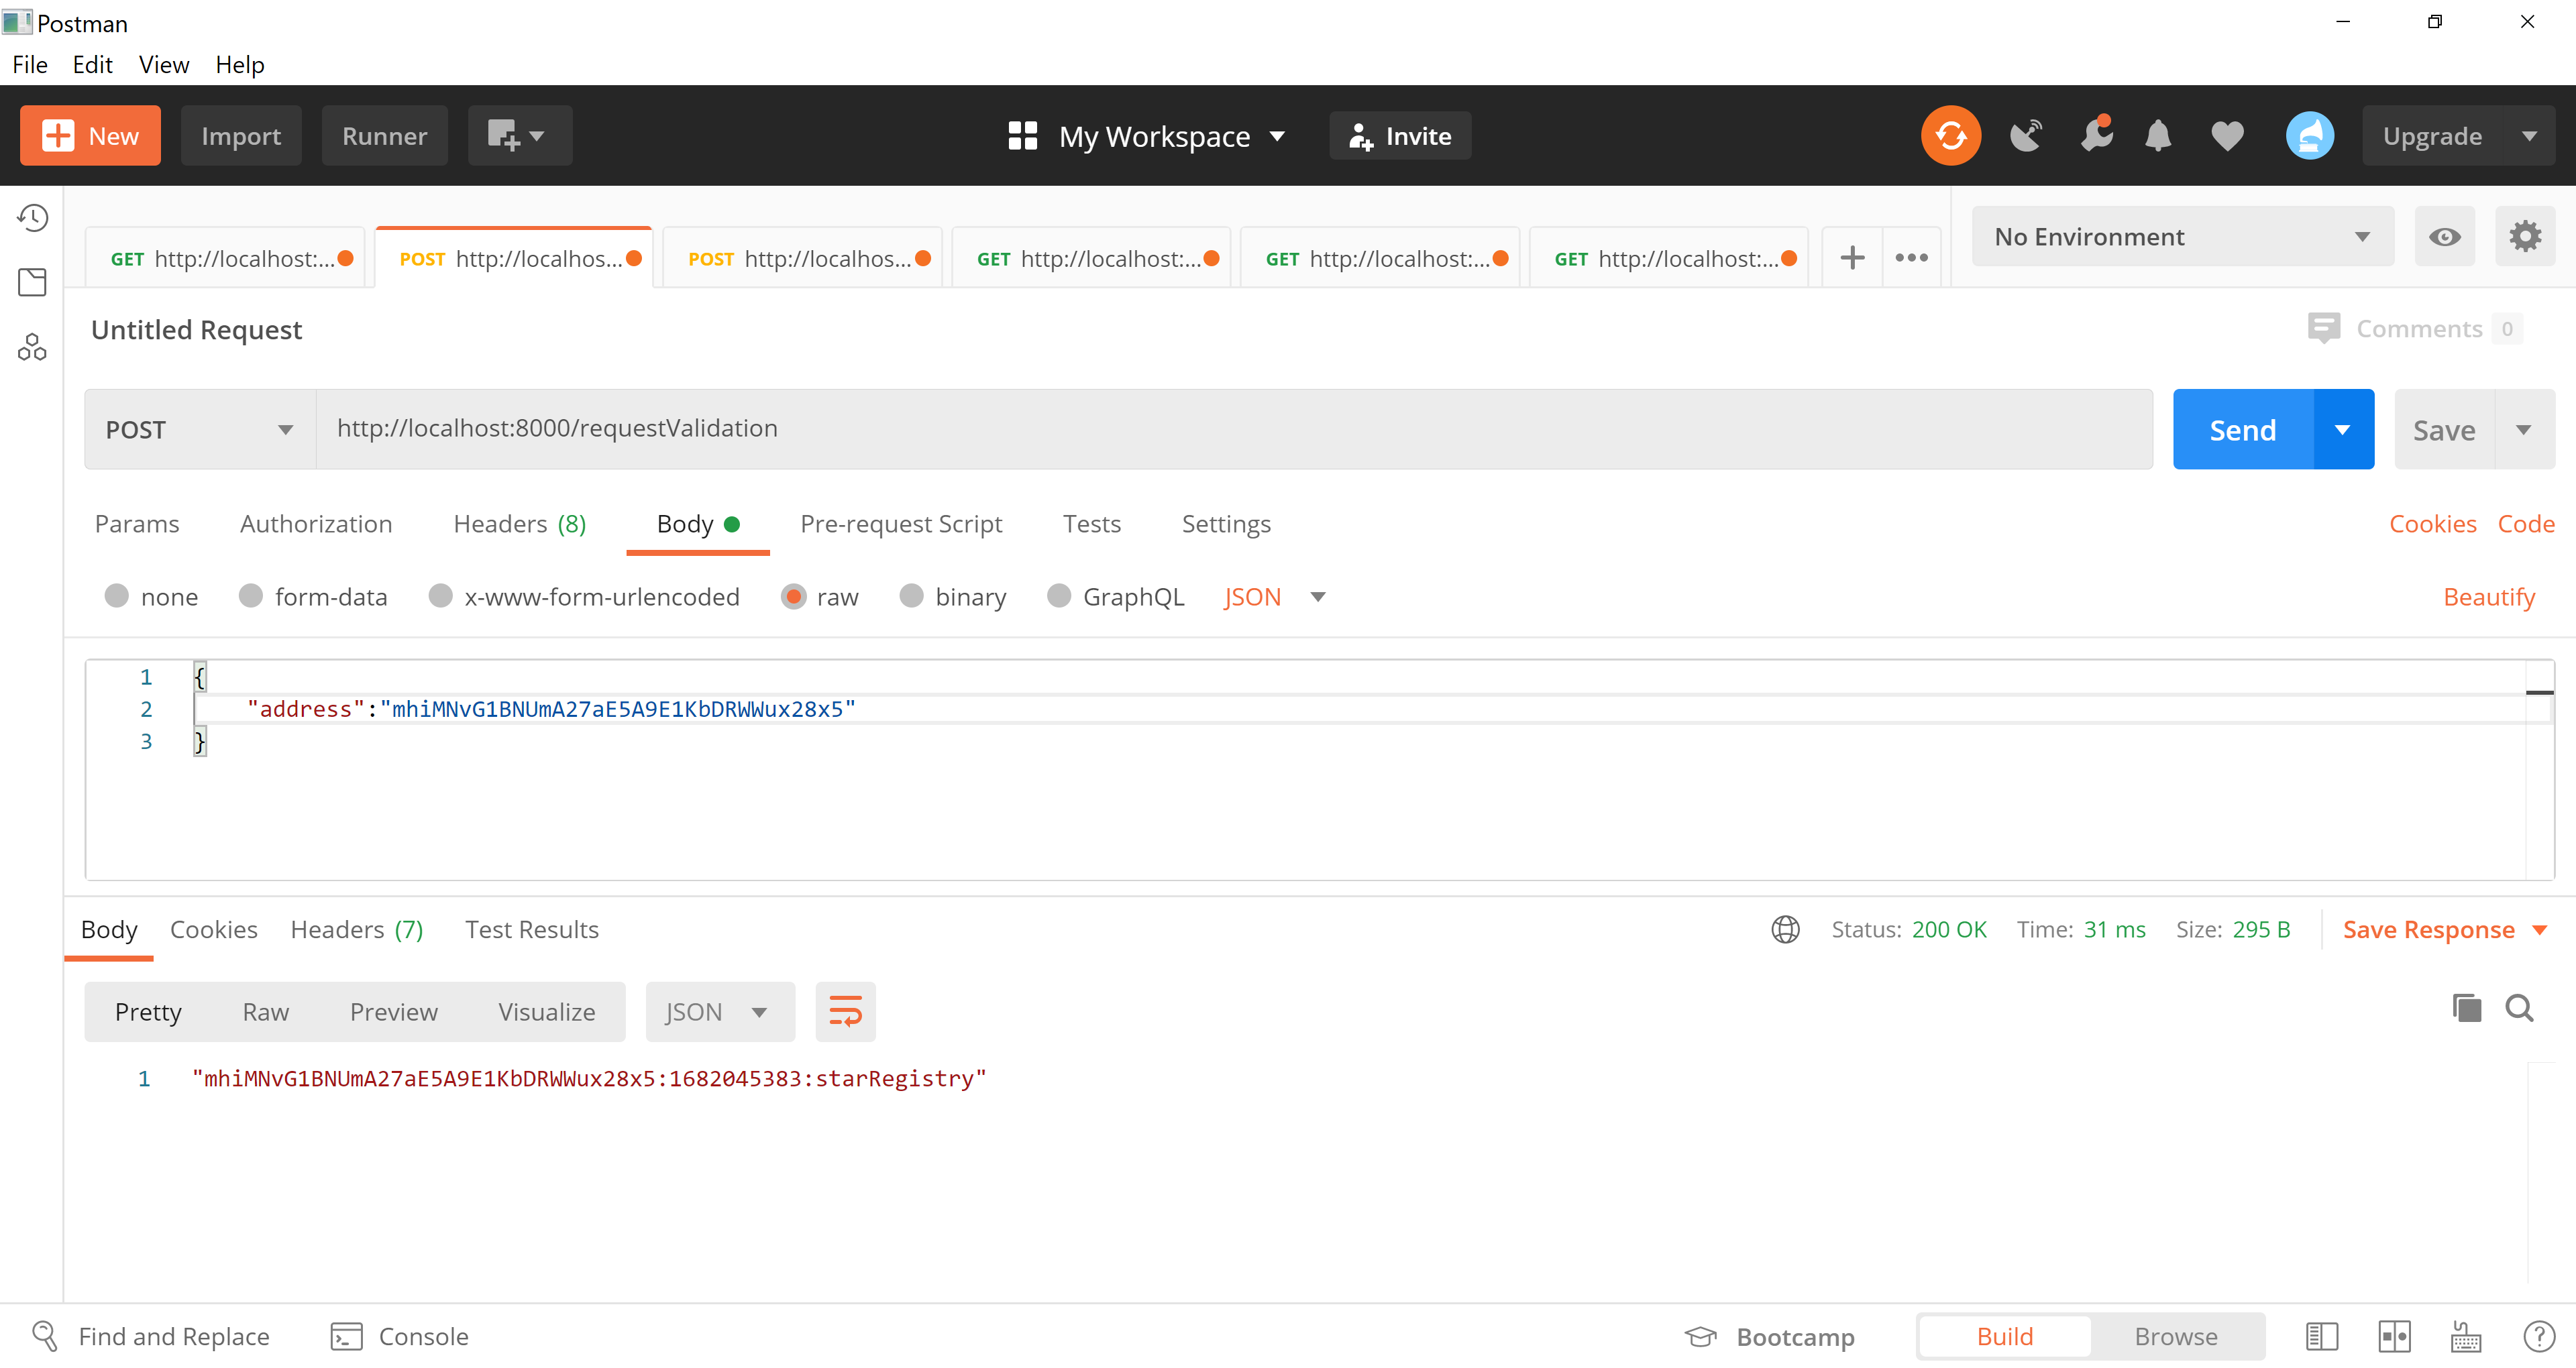 Postman
File Edit View Help
New Import Runner My Workspace Invite Upgrade
GET http://localhost:... POST http://localhos... POST http://localhos... GET http://localhost:... GET http://localhost:... GET http://localhost:... No Environment
Untitled Request Comments 0
POST http://localhost:8000/requestValidation Send Save
Params Authorization Headers (8) Body Pre-request Script Tests Settings Cookies Code
none form-data x-www-form-urlencoded raw binary GraphQL JSON Beautify
1 {
2 "address":"mhiMNvG1BNUmA27aE5A9E1KbDRWWux28x5"
3 }
Body Cookies Headers (7) Test Results Status: 200 OK Time: 31 ms Size: 295 B Save Response
Pretty Raw Preview Visualize JSON
1 "mhiMNvG1BNUmA27aE5A9E1KbDRWWux28x5:1682045383:starRegistry"
Find and Replace Console Bootcamp Build Browse